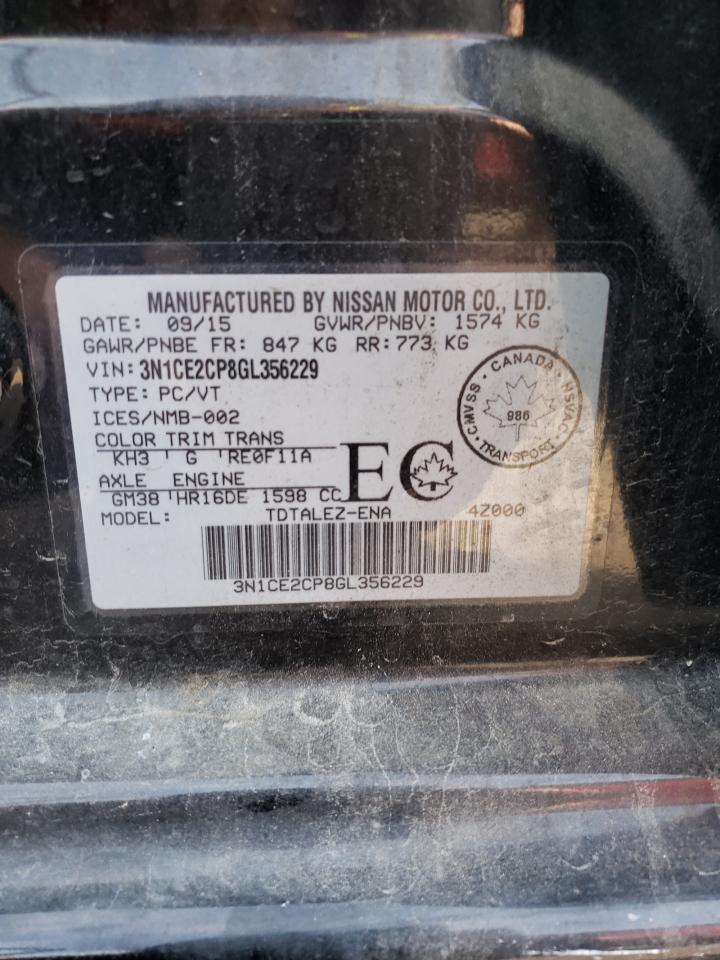 MANUFACTURED BY NISSAN MOTOR CO., LTD.
DATE: 09/15 GVWR/PNBV: 1574 KG
GAWR/PNBE FR: 847 KG RR: 773 KG
VIN: 3N1CE2CP8GL356229
TYPE: PC/VT
ICES/NMB-002
COLOR TRIM TRANS
KH3 ' G 'RE0F11A
AXLE ENGINE
GM38 'HR16DE 1598 CC
EC
MODEL: TDTALEZ-ENA 4Z000
3N1CE2CP8GL356229
CANADA
CMVSS · NSVAC
986
TRANSPORT